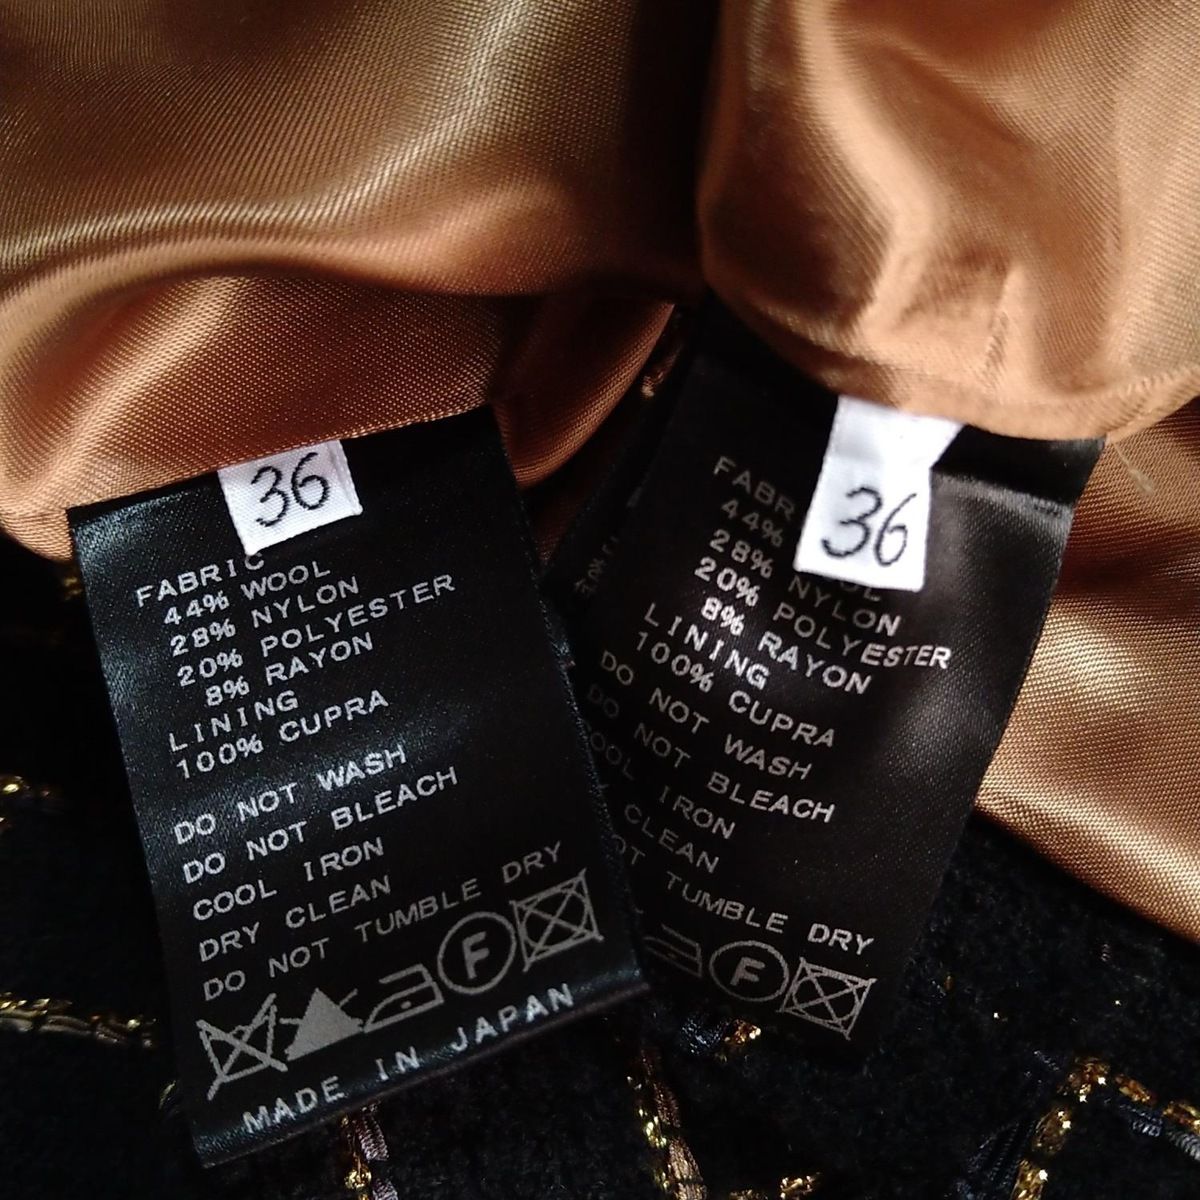 36
FABRIC
44% WOOL
28% NYLON
20% POLYESTER
8% RAYON
LINING
100% CUPRA
DO NOT WASH
DO NOT BLEACH
COOL IRON
DRY CLEAN
DO NOT TUMBLE DRY
F
MADE IN JAPAN
36
FABR
44%
28% NYLON
20% POLYESTER
8% RAYON
LINING
100% CUPRA
DO NOT WASH
DO NOT BLEACH
OOL IRON
CLEAN
OT TUMBLE DRY
F